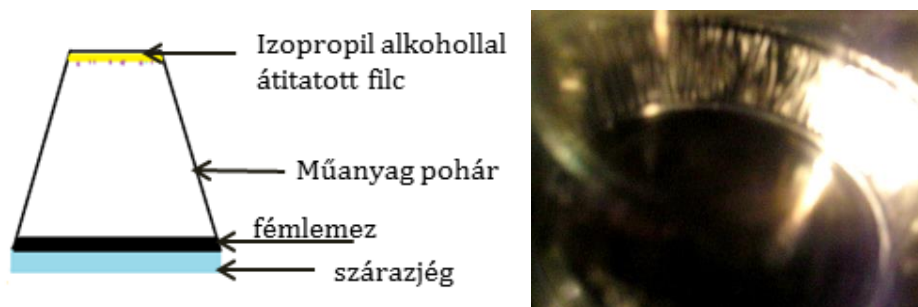 Izopropil alkohollal
átitatott filc
Műanyag pohár
fémlemez
szárazjég